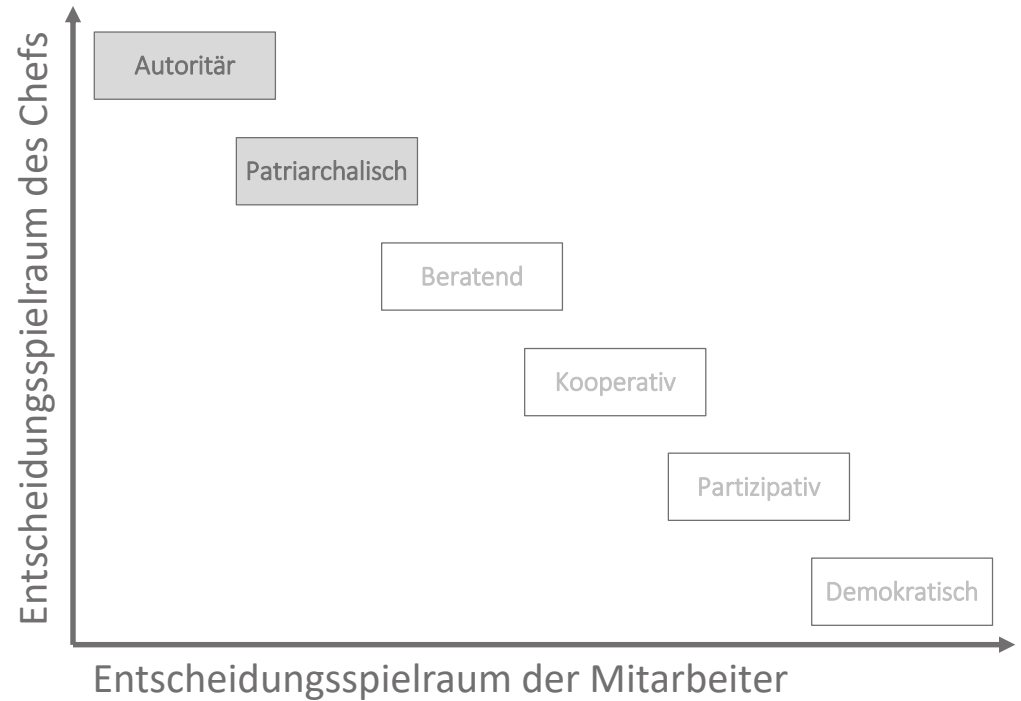 Entscheidungsspielraum des Chefs
Autoritär
Patriarchalisch
Beratend
Kooperativ
Partizipativ
Demokratisch
Entscheidungsspielraum der Mitarbeiter